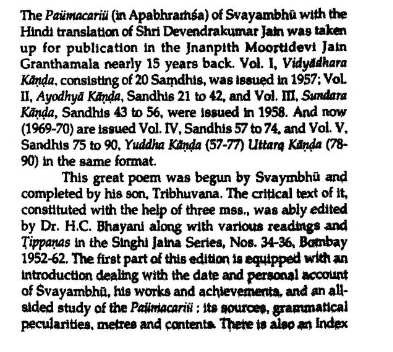 The Paümacariü (in Apabhraṁśa) of Svayambhū with the
Hindi translation of Shri Devendrakumar Jain was taken
up for publication in the Jnanpith Moortidevi Jain
Granthamala nearly 15 years back. Vol. I, Vidyādhara
Kāṇḍa, consisting of 20 Saṃdhis, was issued in 1957; Vol.
II, Ayodhyā Kāṇḍa, Sandhis 21 to 42, and Vol. III, Sundara
Kāṇḍa, Sandhis 43 to 56, were issued in 1958. And now
(1969-70) are issued Vol. IV, Sandhis 57 to 74, and Vol. V,
Sandhis 75 to 90, Yuddha Kāṇḍa (57-77) Uttara Kāṇḍa (78-
90) in the same format.
This great poem was begun by Svaymbhū and
completed by his son, Tribhuvana. The critical text of it,
constituted with the help of three mss., was ably edited
by Dr. H.C. Bhayani along with various readings and
Ṭippaṇas in the Singhi Jaina Series, Nos. 34-36, Bombay
1952-62. The first part of this edition is equipped with an
introduction dealing with the date and personal account
of Svayambhū, his works and achievements, and an all-
sided study of the Paümacariü : its sources, grammatical
pecularities, metres and contents. There is also an Index